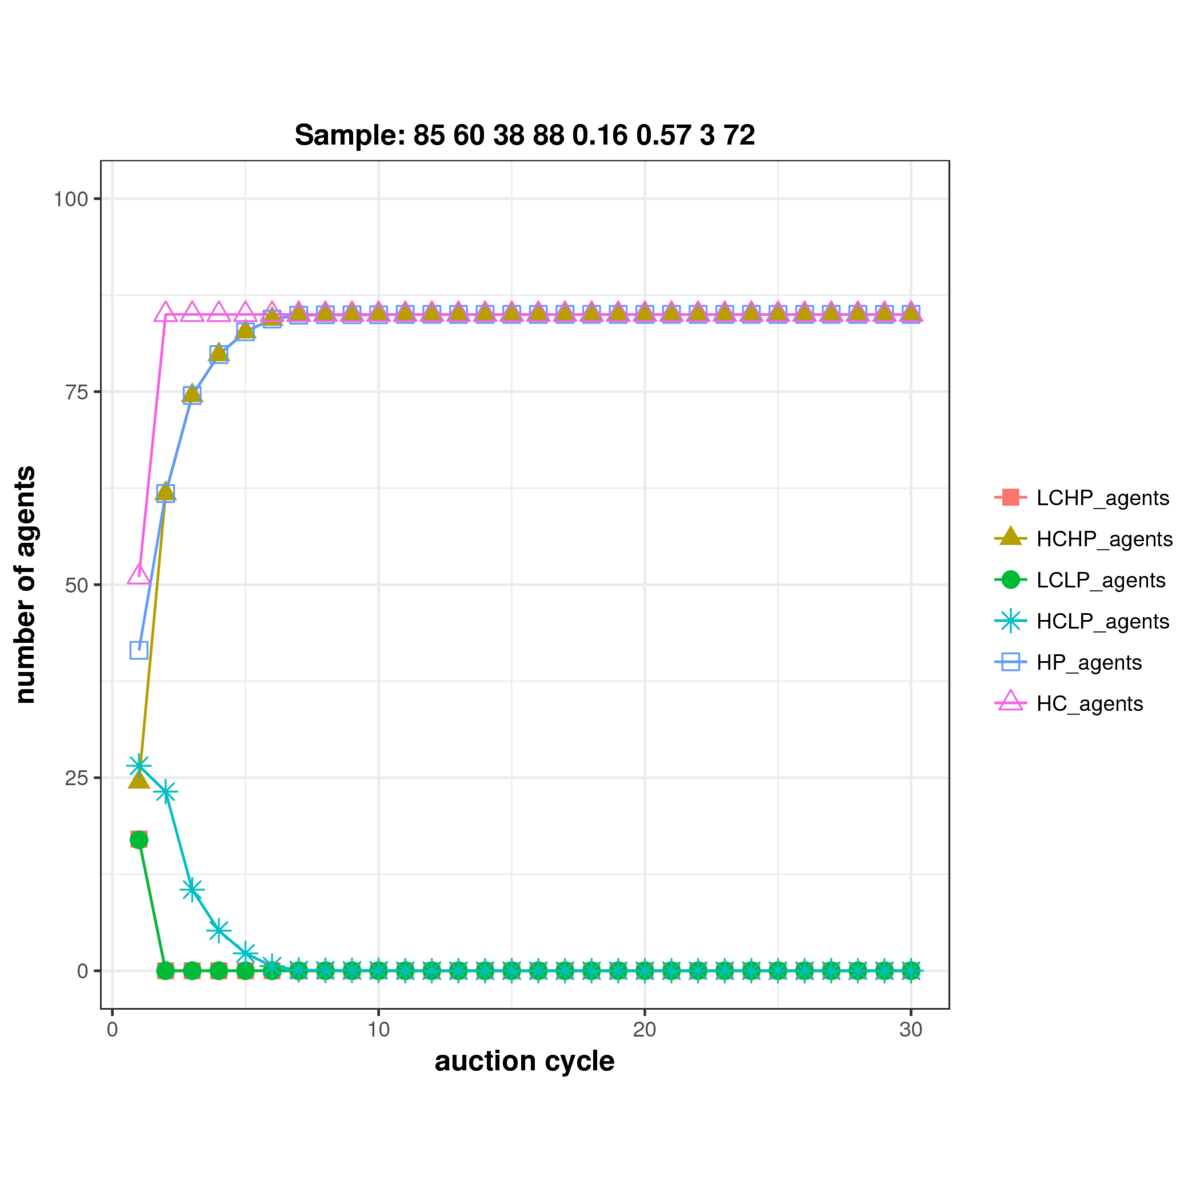 Sample: 85 60 38 88 0.16 0.57 3 72
100
75
50
25
0
number of agents
0 10 20 30
auction cycle
LCHP_agents
HCHP_agents
LCLP_agents
HCLP_agents
HP_agents
HC_agents